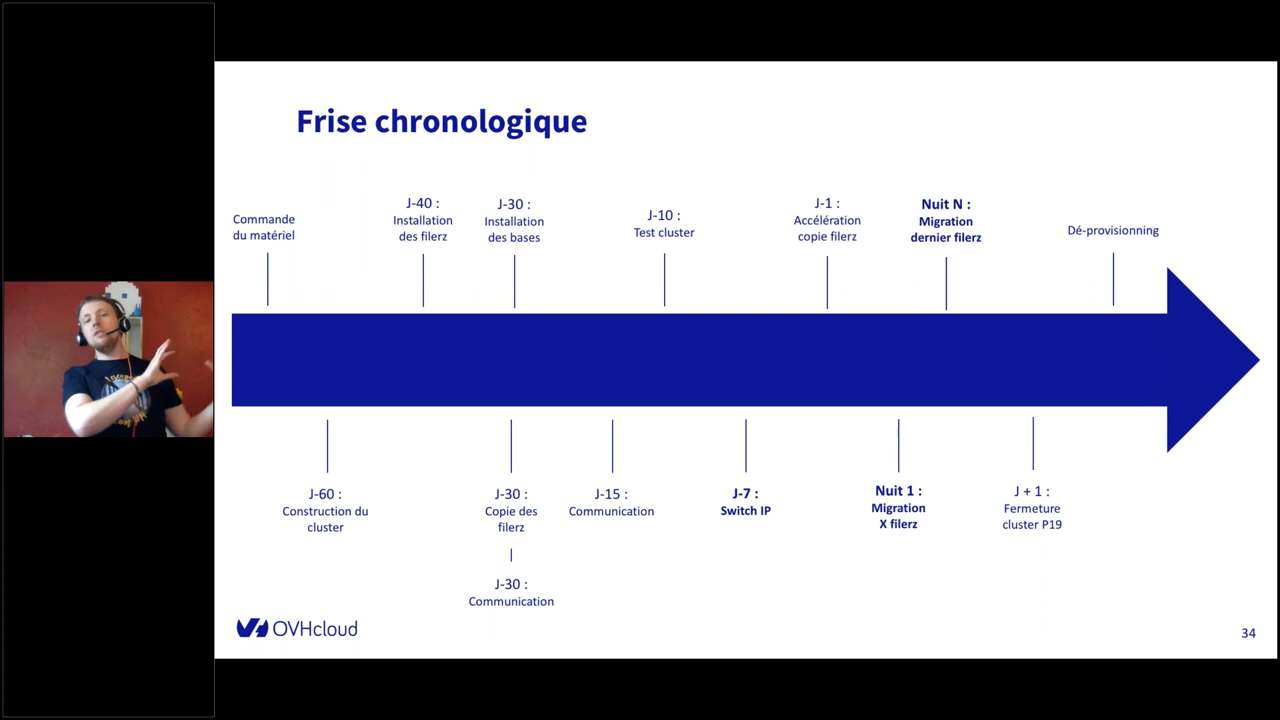 Frise chronologique
Commande
du matériel
J-40 :
Installation
des filerz
J-30 :
Installation
des bases
J-10 :
Test cluster
J-1 :
Accélération
copie filerz
Nuit N :
Migration
dernier filerz
Dé-provisionning
J-60 :
Construction du
cluster
J-30 :
Copie des
filerz
J-30 :
Communication
J-15 :
Communication
J-7 :
Switch IP
Nuit 1 :
Migration
X filerz
J + 1 :
Fermeture
cluster P19
OVHcloud
34